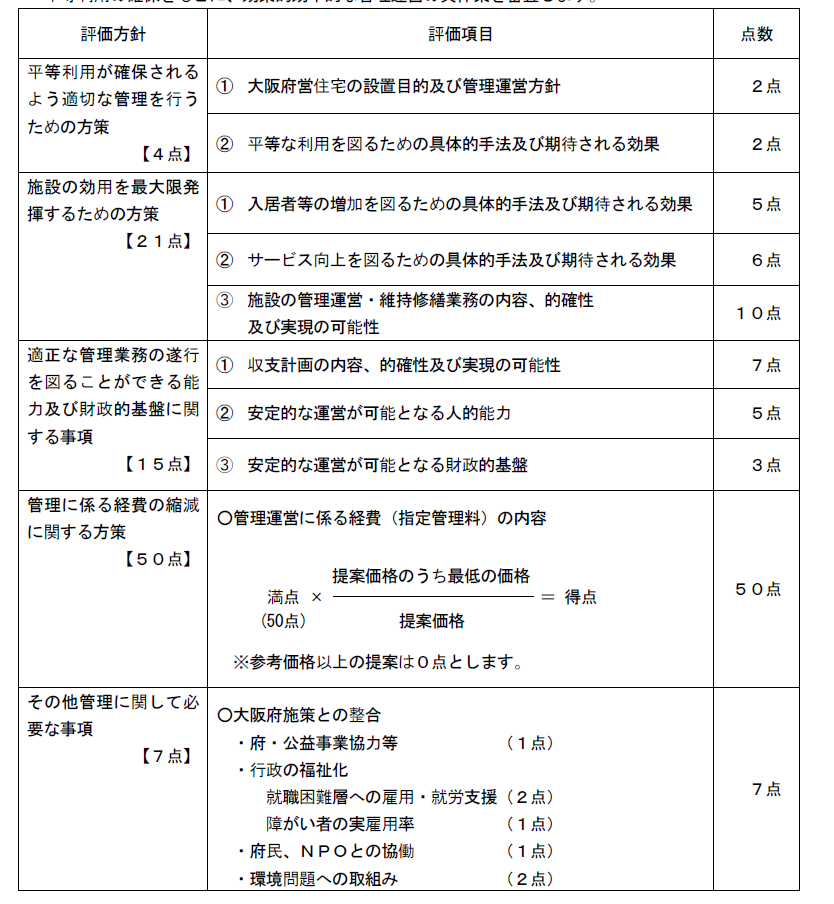 評価方針 評価項目 点数
平等利用が確保される
よう適切な管理を行う
ための方策
【４点】
① 大阪府営住宅の設置目的及び管理運営方針 ２点
② 平等な利用を図るための具体的手法及び期待される効果 ２点
施設の効用を最大限発
揮するための方策
【２１点】
① 入居者等の増加を図るための具体的手法及び期待される効果 ５点
② サービス向上を図るための具体的手法及び期待される効果 ６点
③ 施設の管理運営・維持修繕業務の内容、的確性
及び実現の可能性 １０点
適正な管理業務の遂行
を図ることができる能
力及び財政的基盤に関
する事項
【１５点】
① 収支計画の内容、的確性及び実現の可能性 ７点
② 安定的な運営が可能となる人的能力 ５点
③ 安定的な運営が可能となる財政的基盤 ３点
管理に係る経費の縮減
に関する方策
【５０点】
〇管理運営に係る経費（指定管理料）の内容
提案価格のうち最低の価格
満点 × ＝ 得点
(50点) 提案価格
※参考価格以上の提案は０点とします。
５０点
その他管理に関して必
要な事項
【７点】
〇大阪府施策との整合
・府・公益事業協力等 （１点）
・行政の福祉化
就職困難層への雇用・就労支援（２点）
障がい者の実雇用率 （１点）
・府民、ＮＰＯとの協働 （１点）
・環境問題への取組み （２点）
７点